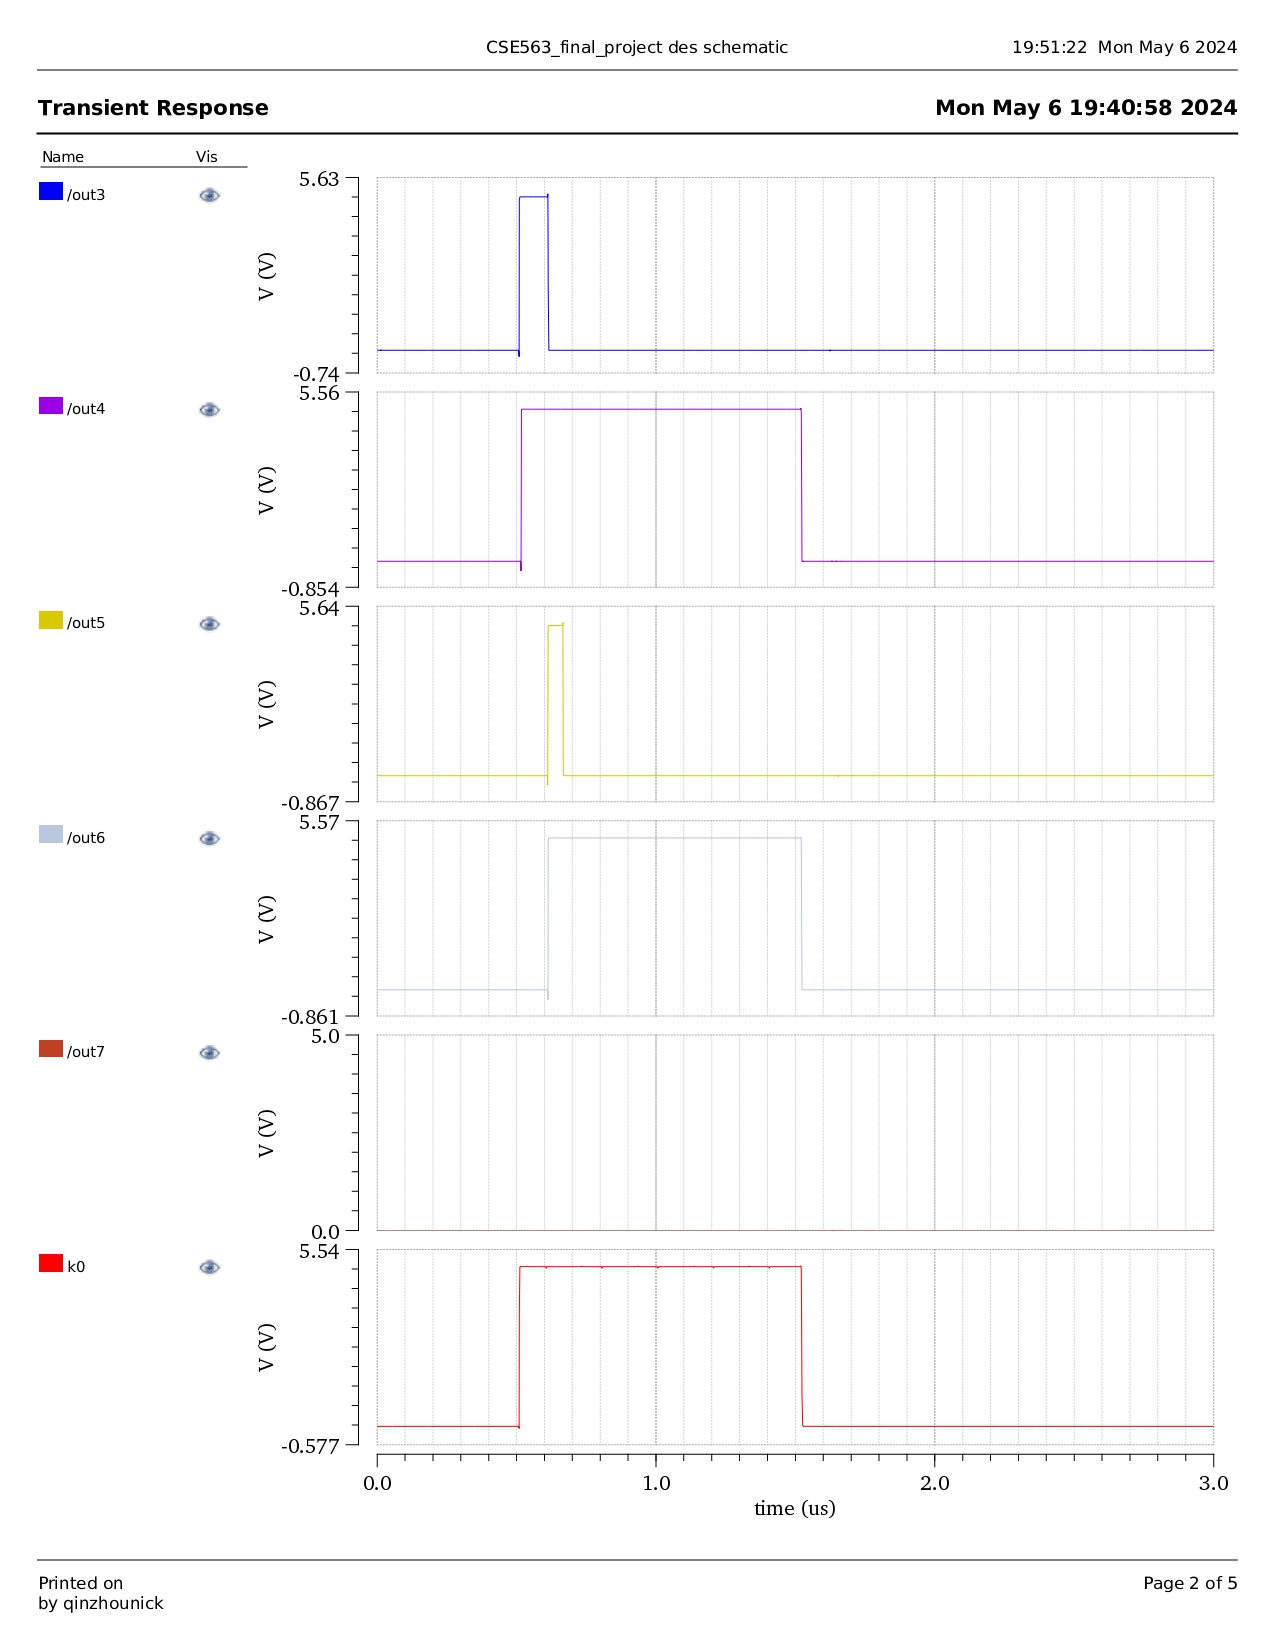 CSE563_final_project des schematic 19:51:22 Mon May 6 2024
Transient Response Mon May 6 19:40:58 2024
Name Vis
/out3
5.63
V (V)
-0.74
/out4
5.56
V (V)
-0.854
/out5
5.64
V (V)
-0.867
/out6
5.57
V (V)
-0.861
/out7
5.0
V (V)
0.0
k0
5.54
V (V)
-0.577
0.0 1.0 2.0 3.0
time (us)
Printed on Page 2 of 5
by qinzhounick